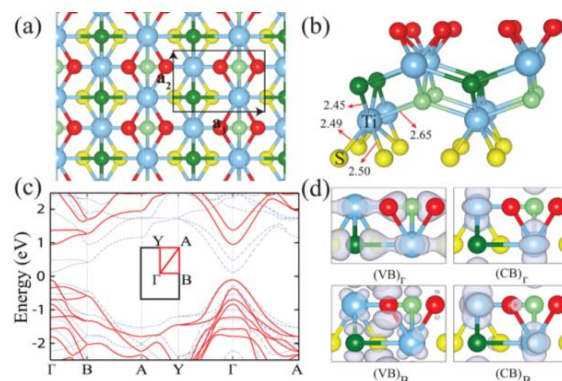 (a)
a₂
a
(b)
2.45
2.49
Ti
2.65
S
2.50
(c)
Energy (eV)
2
1
0
-1
-2
Y A
Γ B
Γ B A Y Γ A
(d)
(VB)Γ (CB)Γ
(VB)B (CB)B